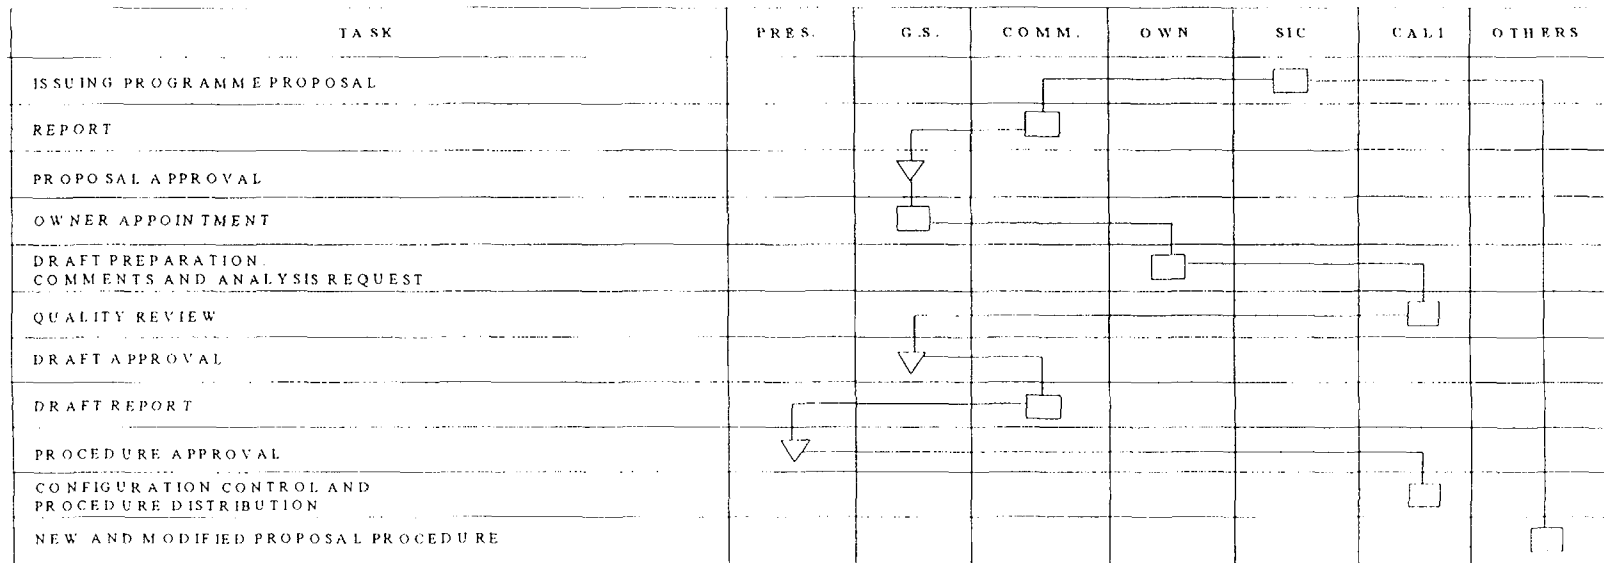 TASK PRES. G.S. COMM. OWN SIC CALI OTHERS
ISSUING PROGRAMME PROPOSAL
REPORT
PROPOSAL APPROVAL
OWNER APPOINTMENT
DRAFT PREPARATION.
COMMENTS AND ANALYSIS REQUEST
QUALITY REVIEW
DRAFT APPROVAL
DRAFT REPORT
PROCEDURE APPROVAL
CONFIGURATION CONTROL AND
PROCEDURE DISTRIBUTION
NEW AND MODIFIED PROPOSAL PROCEDURE